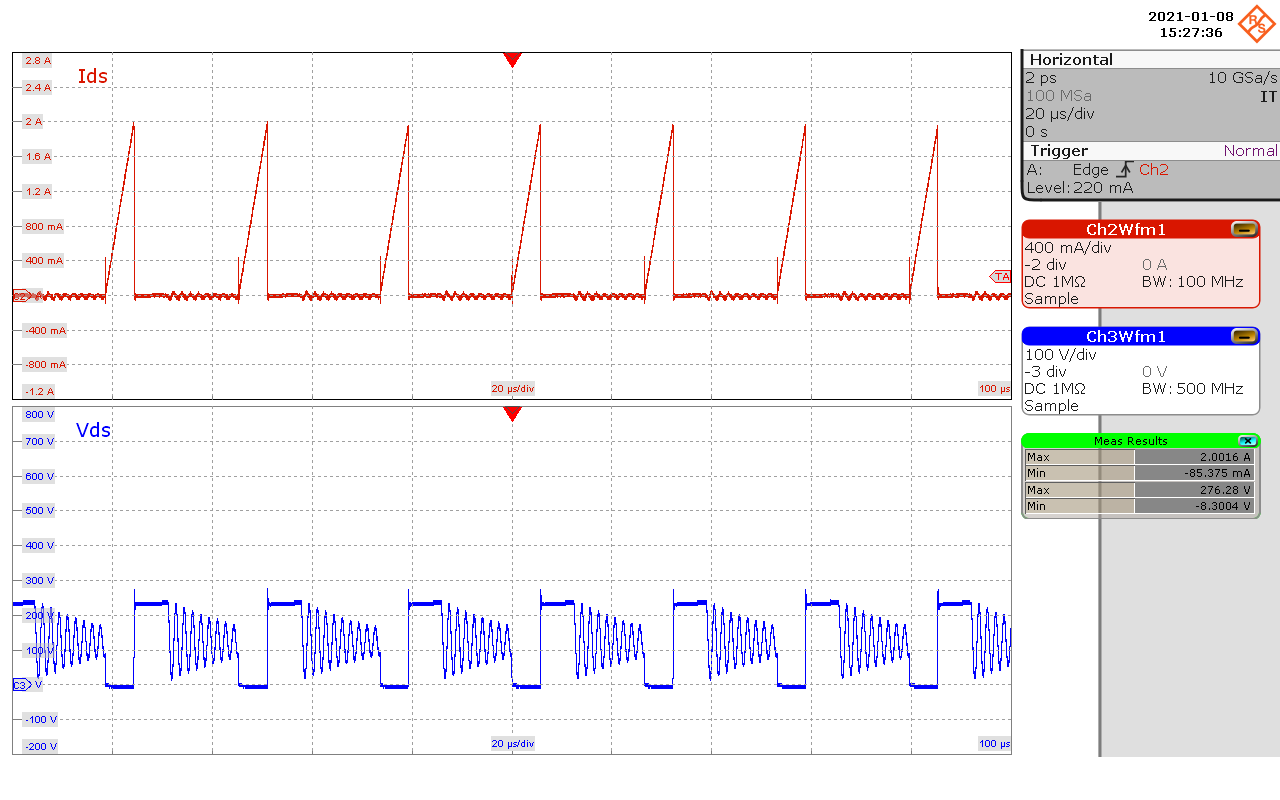 2021-01-08
15:27:36
R&S
Ids
2.8 A
2.4 A
2 A
1.6 A
1.2 A
800 mA
400 mA
-400 mA
-800 mA
-1.2 A
20 µs/div
100 µs
TA
Vds
800 V
700 V
600 V
500 V
400 V
300 V
200 V
100 V
C3 V
-100 V
-200 V
20 µs/div
100 µs
Horizontal
2 ps 10 GSa/s
100 MSa IT
20 µs/div
0 s
Trigger Normal
A: Edge Ch2
Level: 220 mA
Ch2Wfm1
400 mA/div
-2 div 0 A
DC 1MΩ BW: 100 MHz
Sample
Ch3Wfm1
100 V/div
-3 div 0 V
DC 1MΩ BW: 500 MHz
Sample
Meas Results
Max 2.0016 A
Min -85.375 mA
Max 276.28 V
Min -8.3004 V